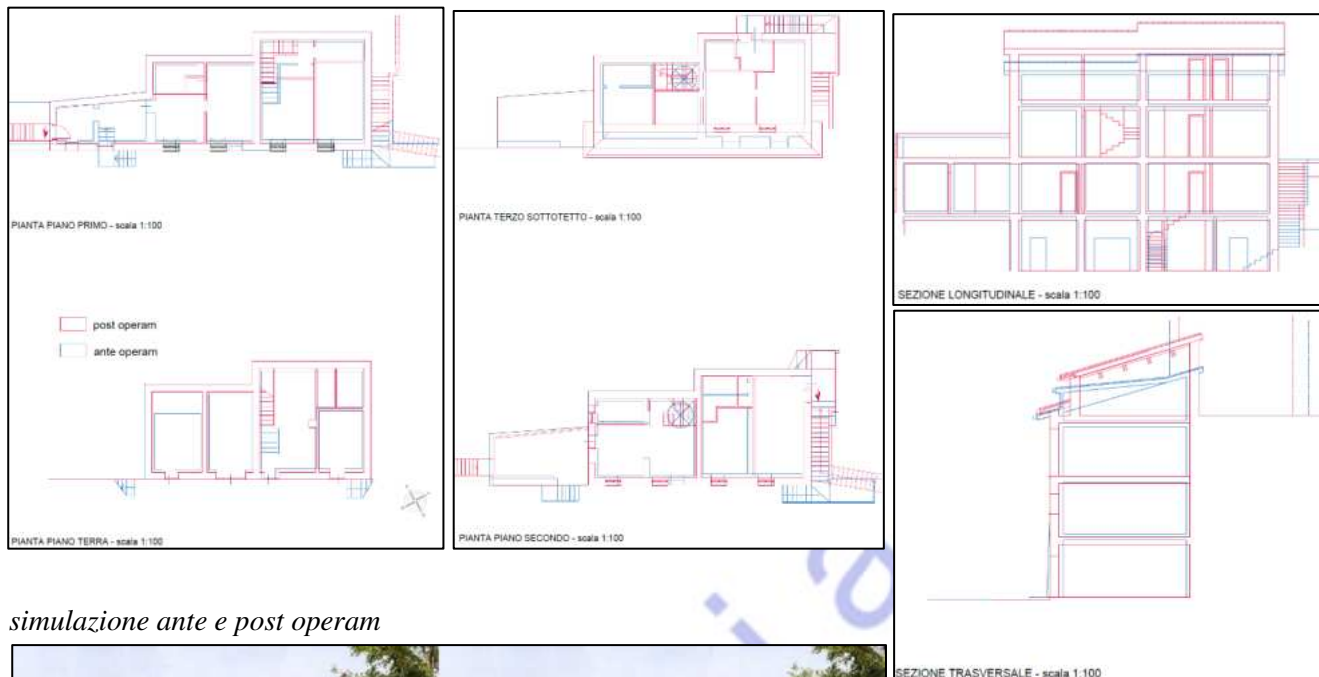 PIANTA PIANO PRIMO - scala 1:100
post operam
ante operam
PIANTA PIANO TERRA - scala 1:100
PIANTA TERZO SOTTOTETTO - scala 1:100
PIANTA PIANO SECONDO - scala 1:100
SEZIONE LONGITUDINALE - scala 1:100
SEZIONE TRASVERSALE - scala 1:100
simulazione ante e post operam